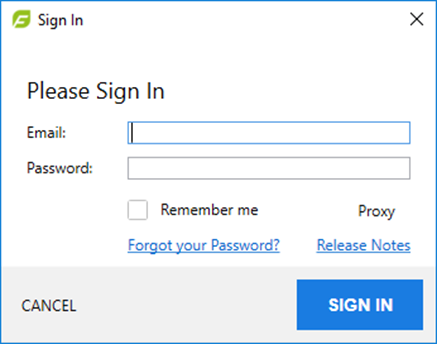 Sign In
Please Sign In
Email:
Password:
Remember me Proxy
Forgot your Password? Release Notes
CANCEL SIGN IN